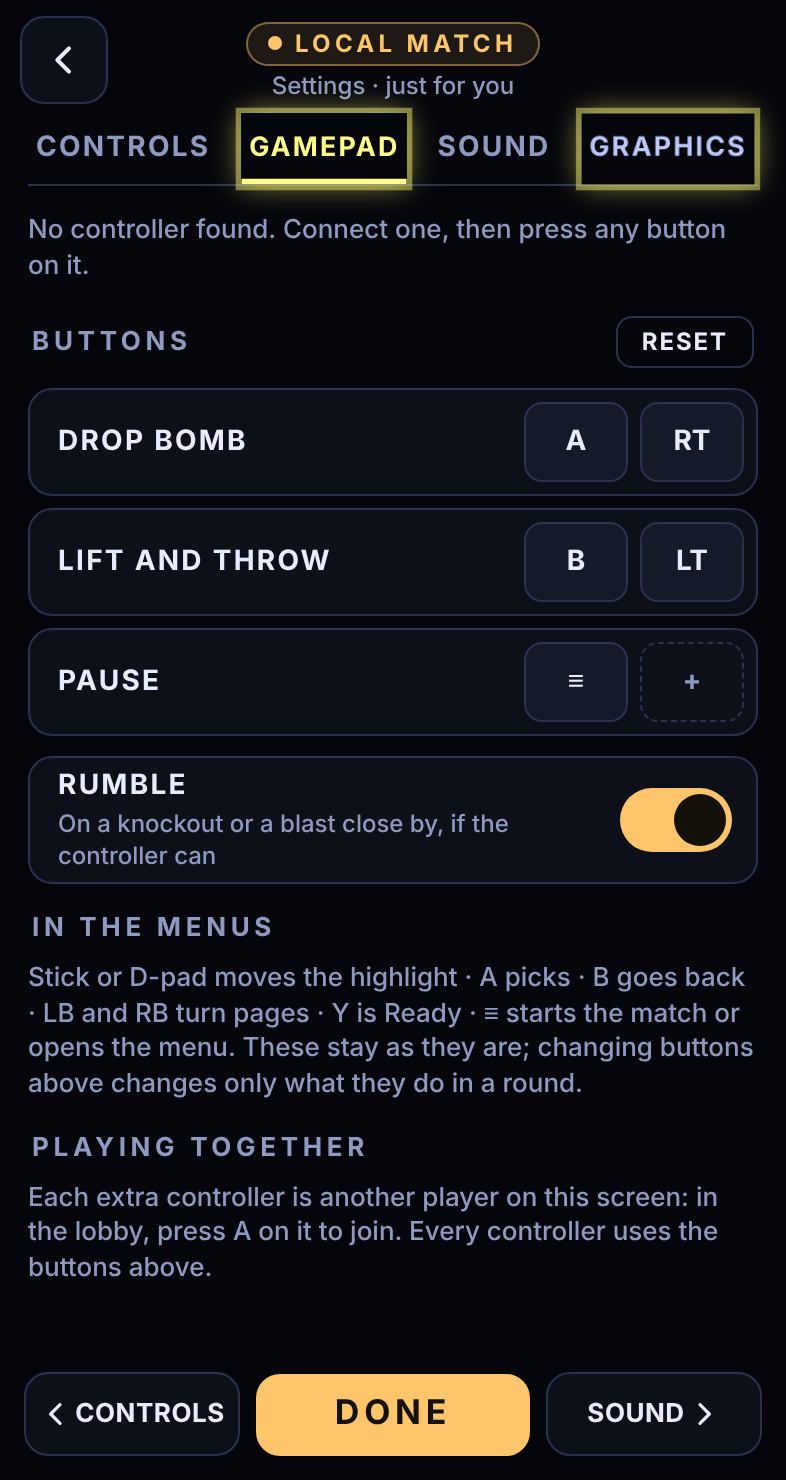 LOCAL MATCH
Settings · just for you
CONTROLS GAMEPAD SOUND GRAPHICS
No controller found. Connect one, then press any button
on it.
BUTTONS RESET
DROP BOMB A RT
LIFT AND THROW B LT
PAUSE ≡ +
RUMBLE
On a knockout or a blast close by, if the
controller can
IN THE MENUS
Stick or D-pad moves the highlight · A picks · B goes back
· LB and RB turn pages · Y is Ready · ≡ starts the match or
opens the menu. These stay as they are; changing buttons
above changes only what they do in a round.
PLAYING TOGETHER
Each extra controller is another player on this screen: in
the lobby, press A on it to join. Every controller uses the
buttons above.
CONTROLS DONE SOUND